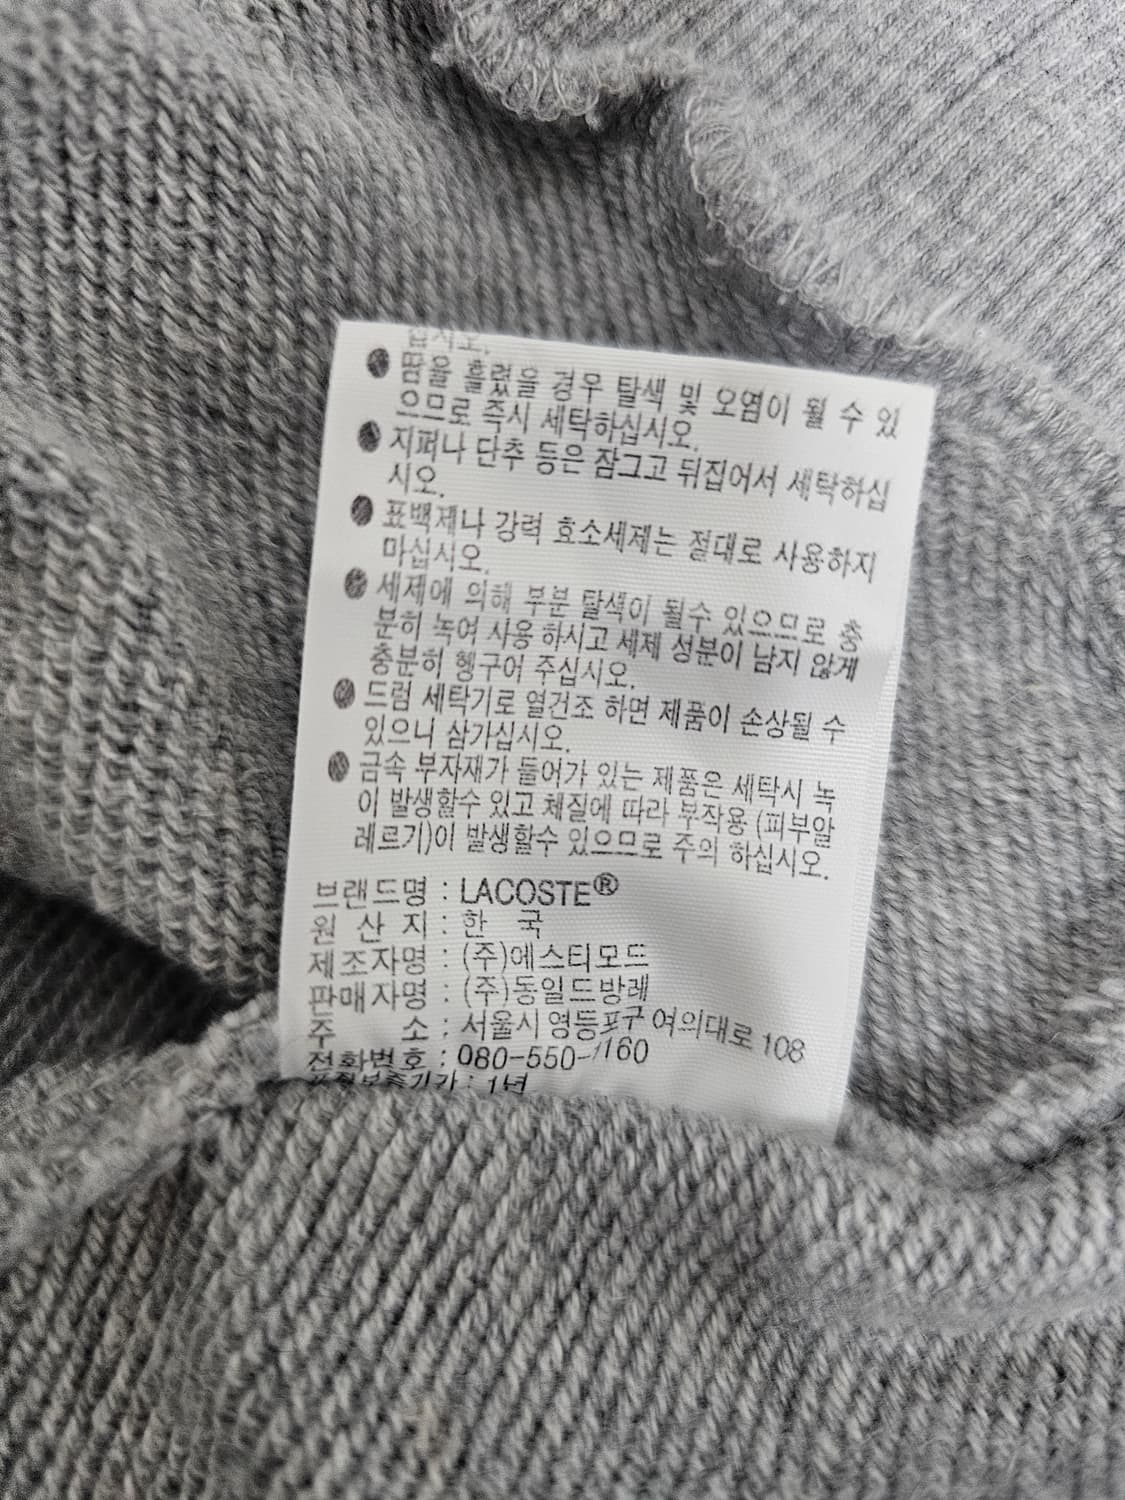 십시오.
● 땀을 흘렸을 경우 탈색 및 오염이 될 수 있
으므로 즉시 세탁하십시오.
● 지퍼나 단추 등은 잠그고 뒤집어서 세탁하십
시오.
● 표백제나 강력 효소세제는 절대로 사용하지
마십시오.
● 세제에 의해 부분 탈색이 될수 있으므로 충
분히 녹여 사용 하시고 세제 성분이 남지 않게
충분히 헹구어 주십시오.
● 드럼 세탁기로 열건조 하면 제품이 손상될 수
있으니 삼가십시오.
● 금속 부자재가 들어가 있는 제품은 세탁시 녹
이 발생할수 있고 체질에 따라 부작용 (피부알
레르기)이 발생할수 있으므로 주의 하십시오.
브랜드명 : LACOSTE®
원 산 지 : 한 국
제조자명 : (주)에스티모드
판매자명 : (주)동일드방레
주 소 : 서울시 영등포구 여의대로 108
전화번호 : 080-550-1160
품질보증기간 : 1년